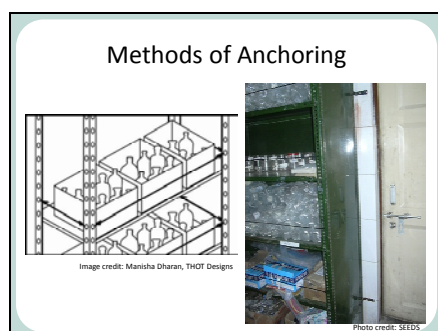 Methods of Anchoring
Image credit: Manisha Dharan, THOT Designs
Photo credit: SEEDS